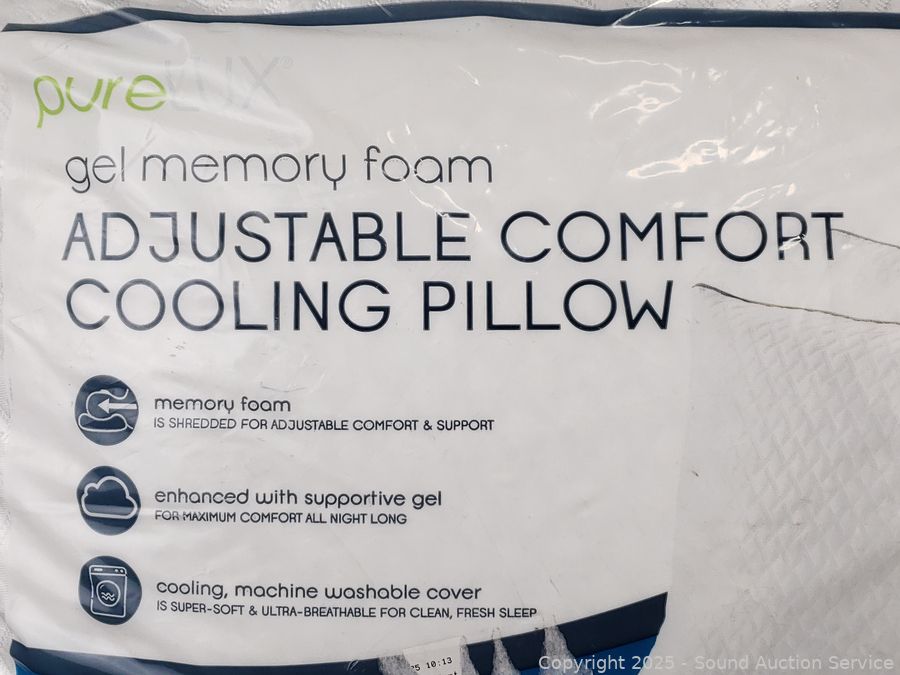 pureLUX®
gel memory foam
ADJUSTABLE COMFORT
COOLING PILLOW
memory foam
IS SHREDDED FOR ADJUSTABLE COMFORT & SUPPORT
enhanced with supportive gel
FOR MAXIMUM COMFORT ALL NIGHT LONG
cooling, machine washable cover
IS SUPER-SOFT & ULTRA-BREATHABLE FOR CLEAN, FRESH SLEEP
10:13
Copyright 2025 - Sound Auction Service